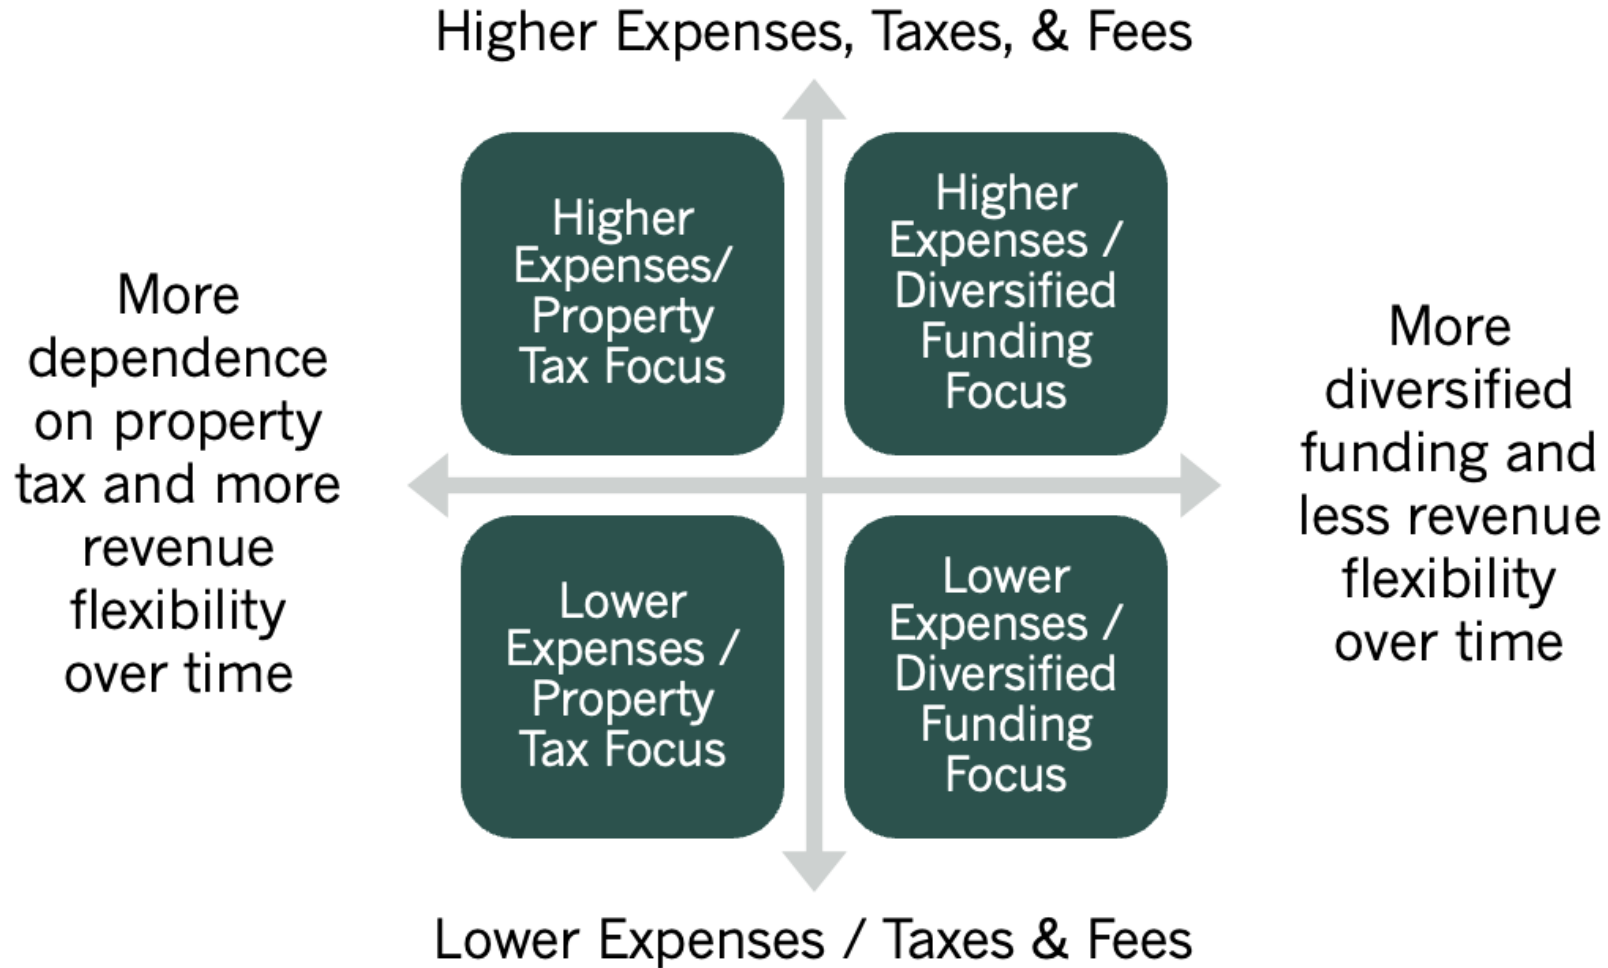 Higher Expenses, Taxes, & Fees
Higher
Expenses/
Property
Tax Focus
Higher
Expenses /
Diversified
Funding
Focus
More
dependence
on property
tax and more
revenue
flexibility
over time
More
diversified
funding and
less revenue
flexibility
over time
Lower
Expenses /
Property
Tax Focus
Lower
Expenses /
Diversified
Funding
Focus
Lower Expenses / Taxes & Fees